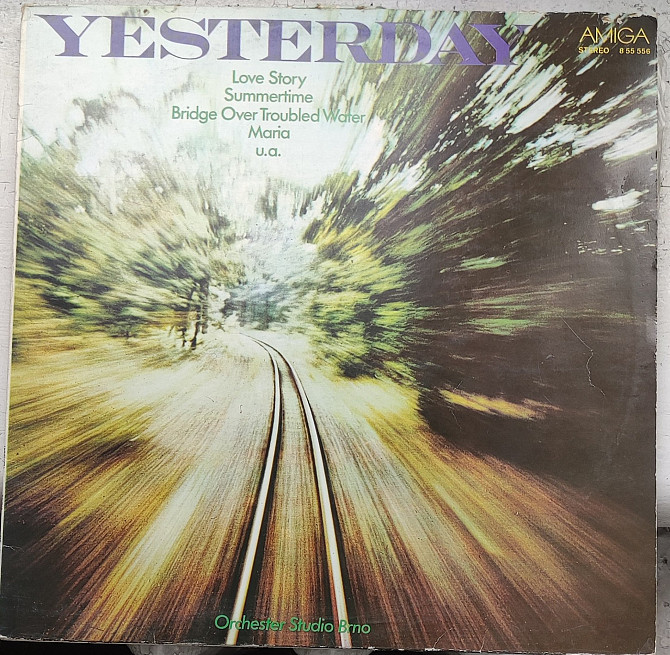 YESTERDAY
AMIGA
STEREO 8 55 556
Love Story
Summertime
Bridge Over Troubled Water
Maria
u.a.
Orchester Studio Brno